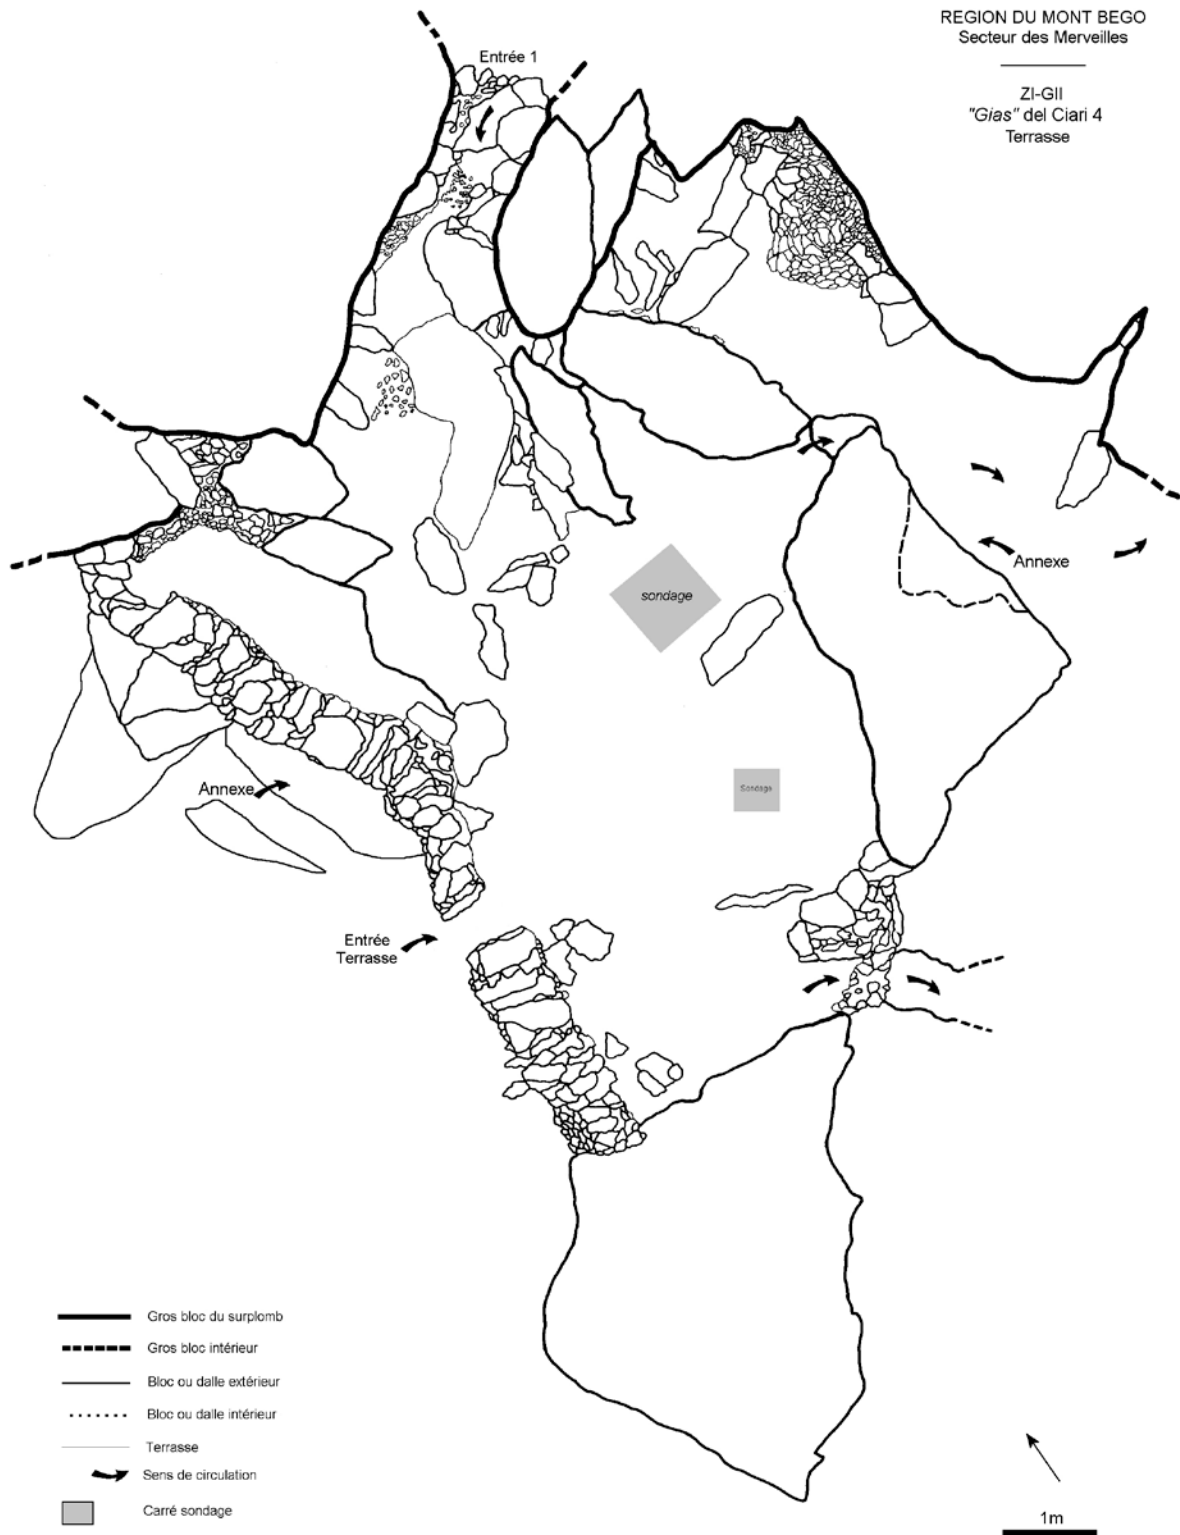 REGION DU MONT BEGO
Secteur des Merveilles
ZI-GII
"Gias" del Ciari 4
Terrasse
Entrée 1
Annexe
sondage
Annexe
Sondage
Entrée
Terrasse
Gros bloc du surplomb
Gros bloc intérieur
Bloc ou dalle extérieur
Bloc ou dalle intérieur
Terrasse
Sens de circulation
Carré sondage
1m